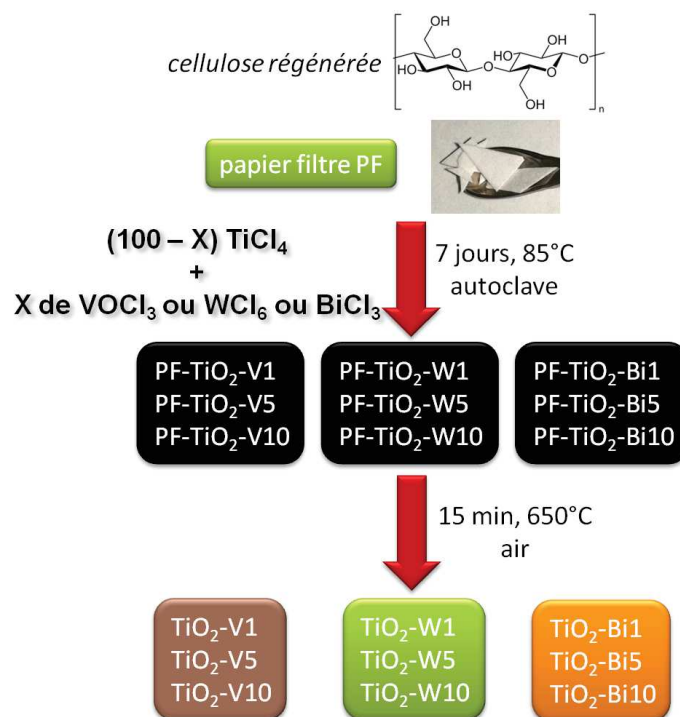 cellulose régénérée
OH
HO
O
OH
O
HO
OH
O
O
OH
n
papier filtre PF
(100 – X) TiCl₄
+
X de VOCl₃ ou WCl₆ ou BiCl₃
7 jours, 85°C
autoclave
PF-TiO₂-V1
PF-TiO₂-V5
PF-TiO₂-V10
PF-TiO₂-W1
PF-TiO₂-W5
PF-TiO₂-W10
PF-TiO₂-Bi1
PF-TiO₂-Bi5
PF-TiO₂-Bi10
15 min, 650°C
air
TiO₂-V1
TiO₂-V5
TiO₂-V10
TiO₂-W1
TiO₂-W5
TiO₂-W10
TiO₂-Bi1
TiO₂-Bi5
TiO₂-Bi10